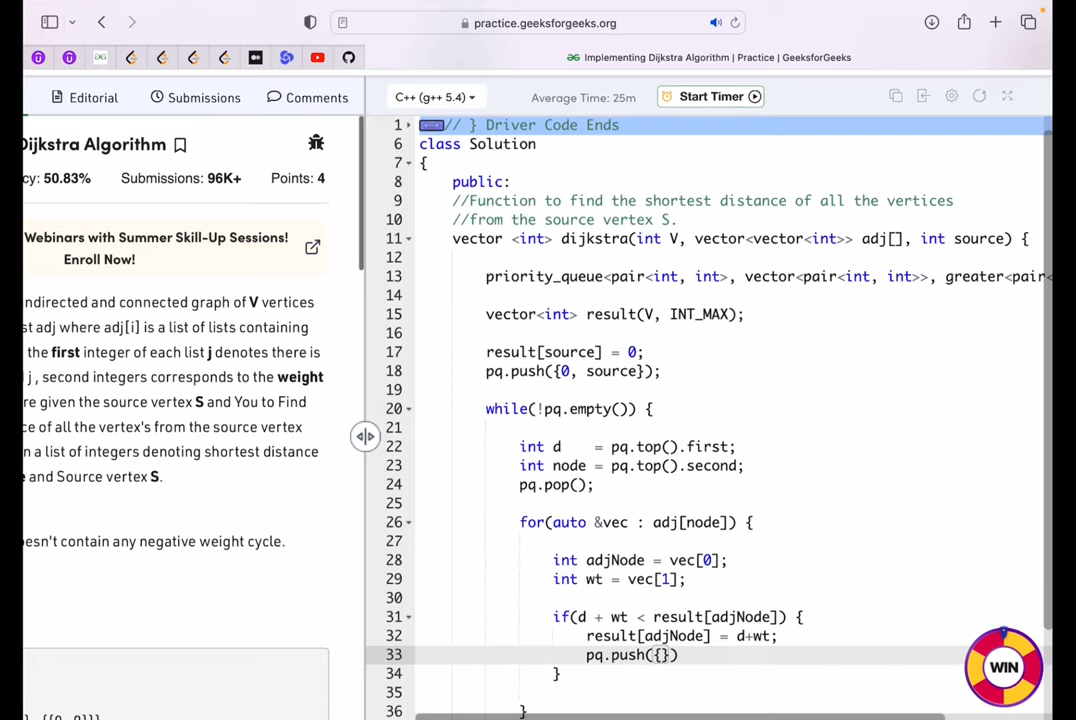 practice.geeksforgeeks.org
Implementing Dijkstra Algorithm | Practice | GeeksforGeeks
Editorial
Submissions
Comments
C++ (g++ 5.4)
Average Time: 25m
Start Timer
Dijkstra Algorithm
cy: 50.83%
Submissions: 96K+
Points: 4
Webinars with Summer Skill-Up Sessions!
Enroll Now!
ndirected and connected graph of V vertices
st adj where adj[i] is a list of lists containing
the first integer of each list j denotes there is
j , second integers corresponds to the weight
re given the source vertex S and You to Find
ce of all the vertex's from the source vertex
n a list of integers denoting shortest distance
e and Source vertex S.
esn't contain any negative weight cycle.
1 // } Driver Code Ends
6 class Solution
7 {
8 public:
9 //Function to find the shortest distance of all the vertices
10 //from the source vertex S.
11 vector <int> dijkstra(int V, vector<vector<int>> adj[], int source) {
12
13 priority_queue<pair<int, int>, vector<pair<int, int>>, greater<pair<
14
15 vector<int> result(V, INT_MAX);
16
17 result[source] = 0;
18 pq.push({0, source});
19
20 while(!pq.empty()) {
21
22 int d    = pq.top().first;
23 int node = pq.top().second;
24 pq.pop();
25
26 for(auto &vec : adj[node]) {
27
28 int adjNode = vec[0];
29 int wt = vec[1];
30
31 if(d + wt < result[adjNode]) {
32 result[adjNode] = d+wt;
33 pq.push({})
34 }
35
36 }
WIN